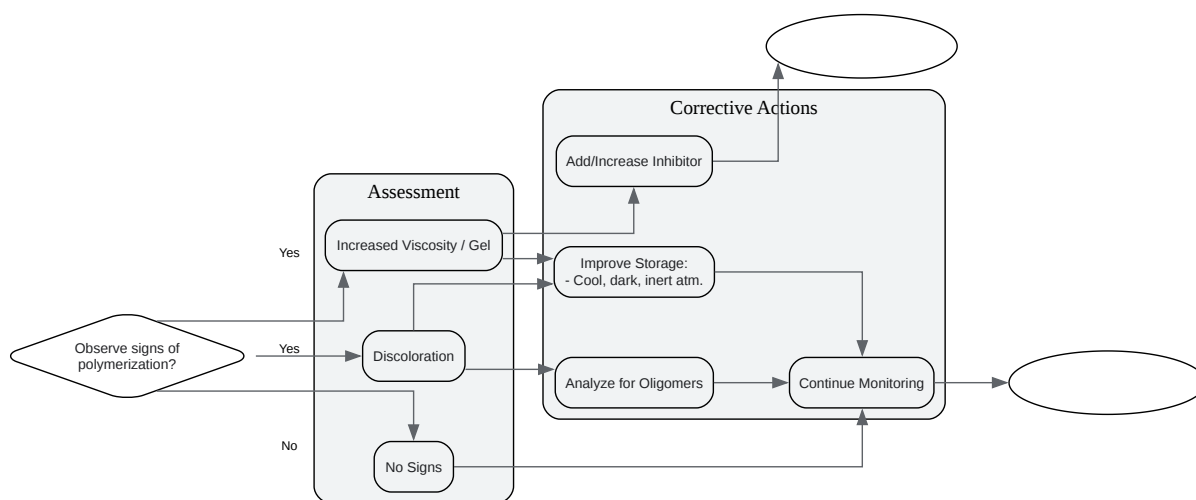 Corrective Actions
Add/Increase Inhibitor
Assessment
Increased Viscosity / Gel
Yes
Improve Storage:
- Cool, dark, inert atm.
Observe signs of
polymerization?
Yes
Discoloration
Analyze for Oligomers
Continue Monitoring
No
No Signs